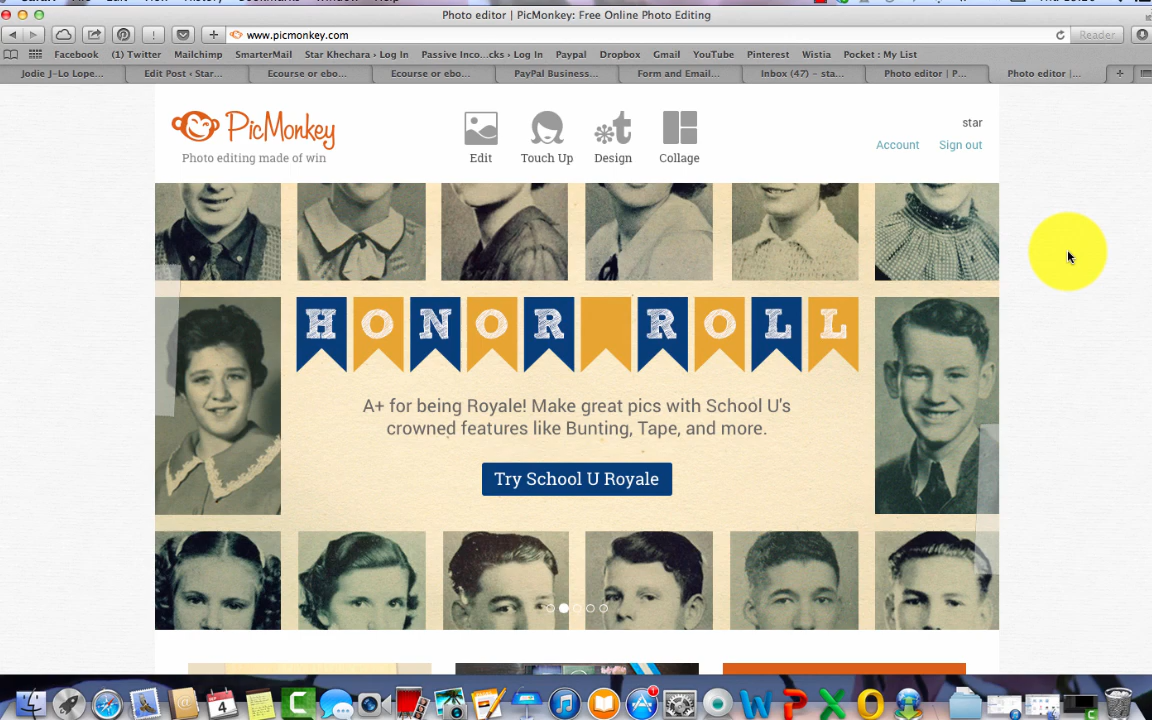 Photo editor | PicMonkey: Free Online Photo Editing
www.picmonkey.com
Reader
Facebook (1) Twitter Mailchimp SmarterMail Star Khechara › Log In Passive Inco...cks › Log In Paypal Dropbox Gmail YouTube Pinterest Wistia Pocket : My List
Jodie J-Lo Lope... Edit Post ‹ Star... Ecourse or ebo... Ecourse or ebo... PayPal Business... Form and Email... Inbox (47) – sta... Photo editor | P... Photo editor |...
PicMonkey
Photo editing made of win
Edit Touch Up Design Collage
star
Account Sign out
HONOR ROLL
A+ for being Royale! Make great pics with School U's
crowned features like Bunting, Tape, and more.
Try School U Royale
4